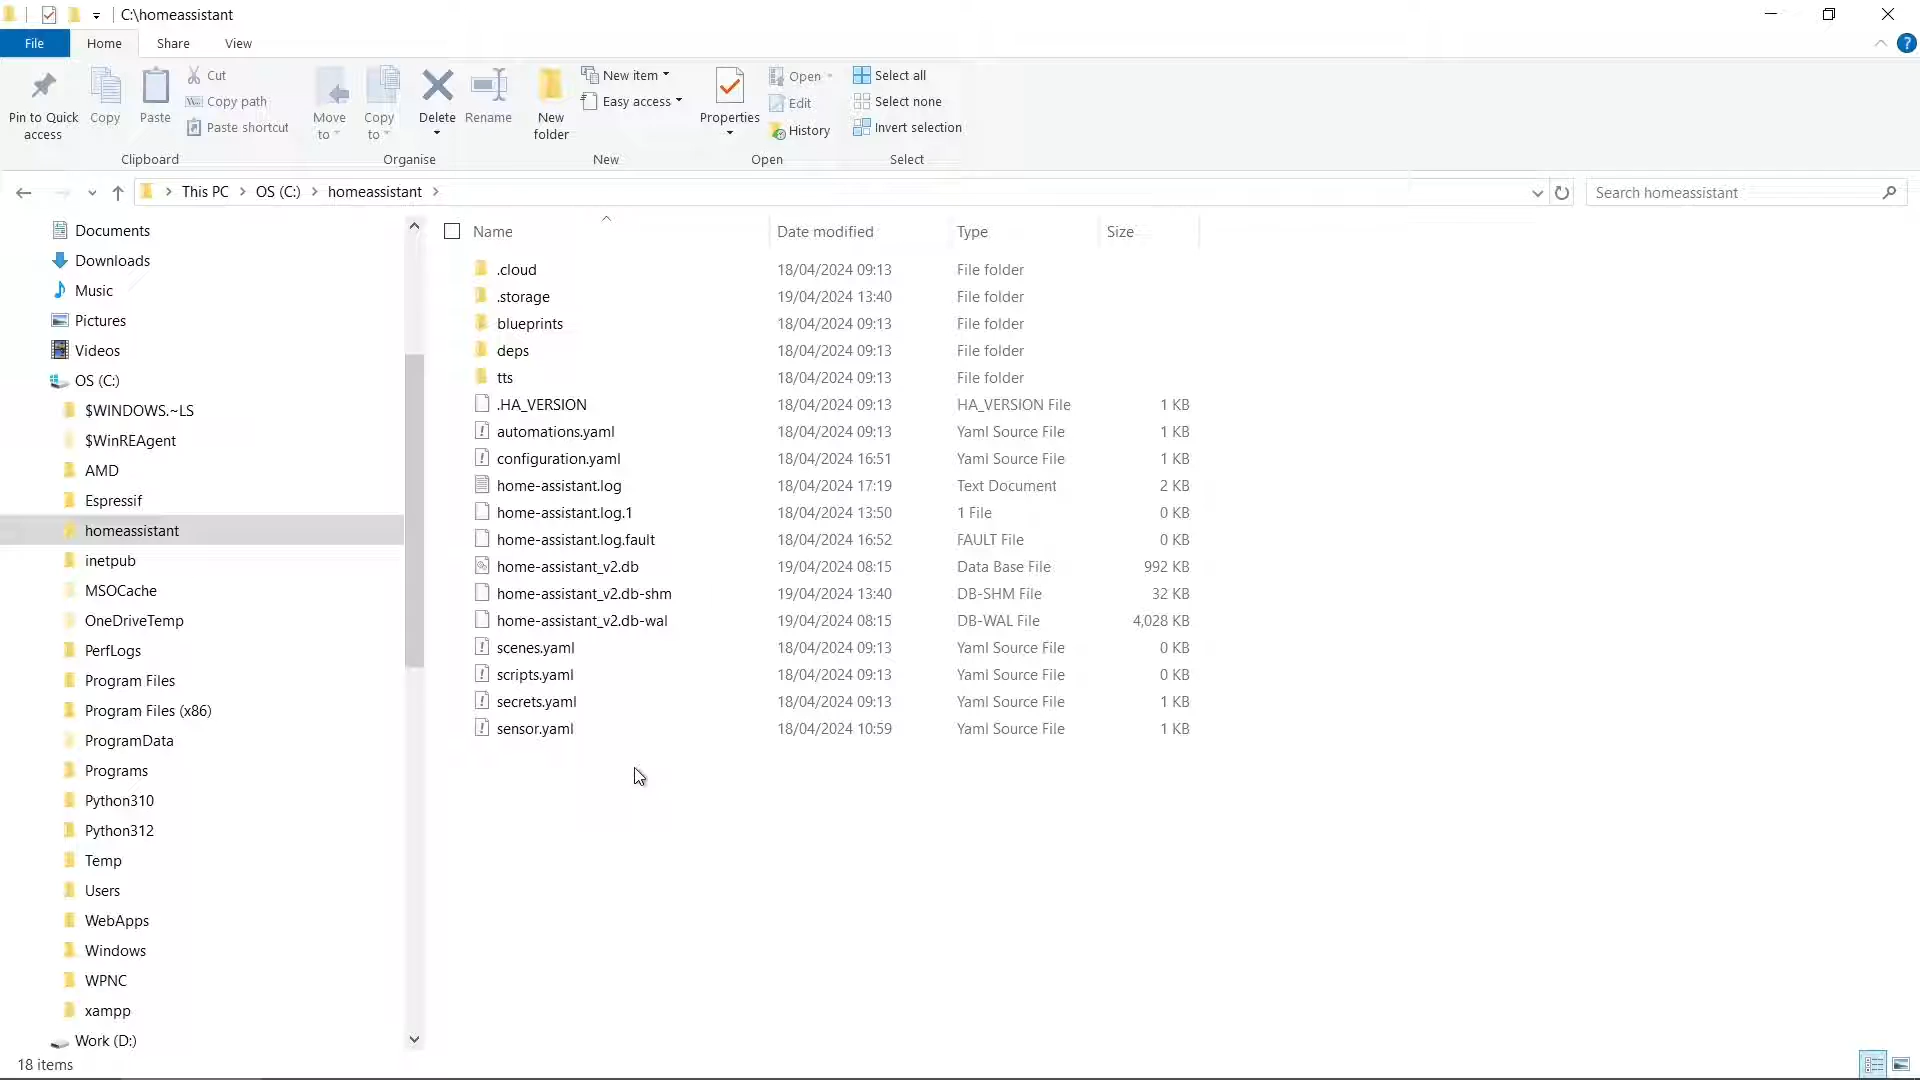 C:\homeassistant
File Home Share View
Pin to Quick access
Copy
Paste
Cut
Copy path
Paste shortcut
Clipboard
Move to
Copy to
Delete
Rename
Organise
New folder
New item
Easy access
New
Properties
Open
Edit
History
Open
Select all
Select none
Invert selection
Select
This PC > OS (C:) > homeassistant >
Search homeassistant
Documents
Downloads
Music
Pictures
Videos
OS (C:)
$WINDOWS.~LS
$WinREAgent
AMD
Espressif
homeassistant
inetpub
MSOCache
OneDriveTemp
PerfLogs
Program Files
Program Files (x86)
ProgramData
Programs
Python310
Python312
Temp
Users
WebApps
Windows
WPNC
xampp
Work (D:)
Name Date modified Type Size
.cloud 18/04/2024 09:13 File folder
.storage 19/04/2024 13:40 File folder
blueprints 18/04/2024 09:13 File folder
deps 18/04/2024 09:13 File folder
tts 18/04/2024 09:13 File folder
.HA_VERSION 18/04/2024 09:13 HA_VERSION File 1 KB
automations.yaml 18/04/2024 09:13 Yaml Source File 1 KB
configuration.yaml 18/04/2024 16:51 Yaml Source File 1 KB
home-assistant.log 18/04/2024 17:19 Text Document 2 KB
home-assistant.log.1 18/04/2024 13:50 1 File 0 KB
home-assistant.log.fault 18/04/2024 16:52 FAULT File 0 KB
home-assistant_v2.db 19/04/2024 08:15 Data Base File 992 KB
home-assistant_v2.db-shm 19/04/2024 13:40 DB-SHM File 32 KB
home-assistant_v2.db-wal 19/04/2024 08:15 DB-WAL File 4,028 KB
scenes.yaml 18/04/2024 09:13 Yaml Source File 0 KB
scripts.yaml 18/04/2024 09:13 Yaml Source File 0 KB
secrets.yaml 18/04/2024 09:13 Yaml Source File 1 KB
sensor.yaml 18/04/2024 10:59 Yaml Source File 1 KB
18 items